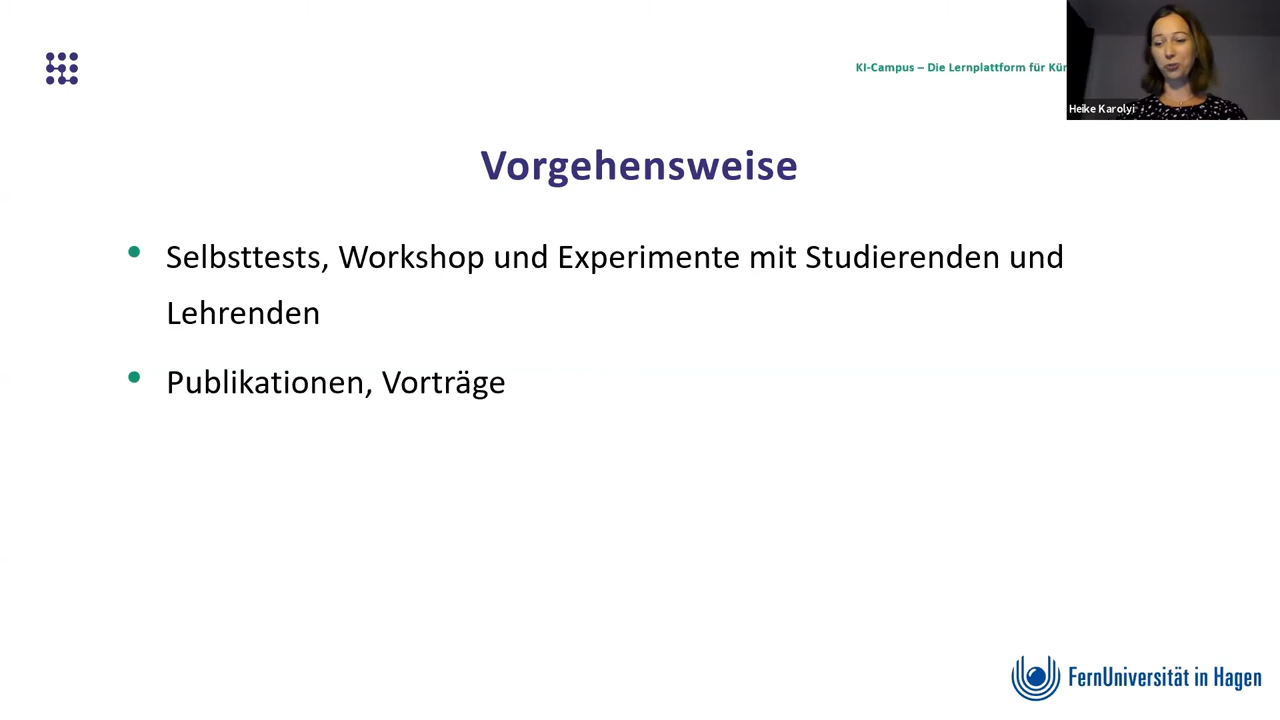 KI-Campus – Die Lernplattform für
Heike Karolyi
Vorgehensweise
• Selbsttests, Workshop und Experimente mit Studierenden und
Lehrenden
• Publikationen, Vorträge
FernUniversität in Hagen